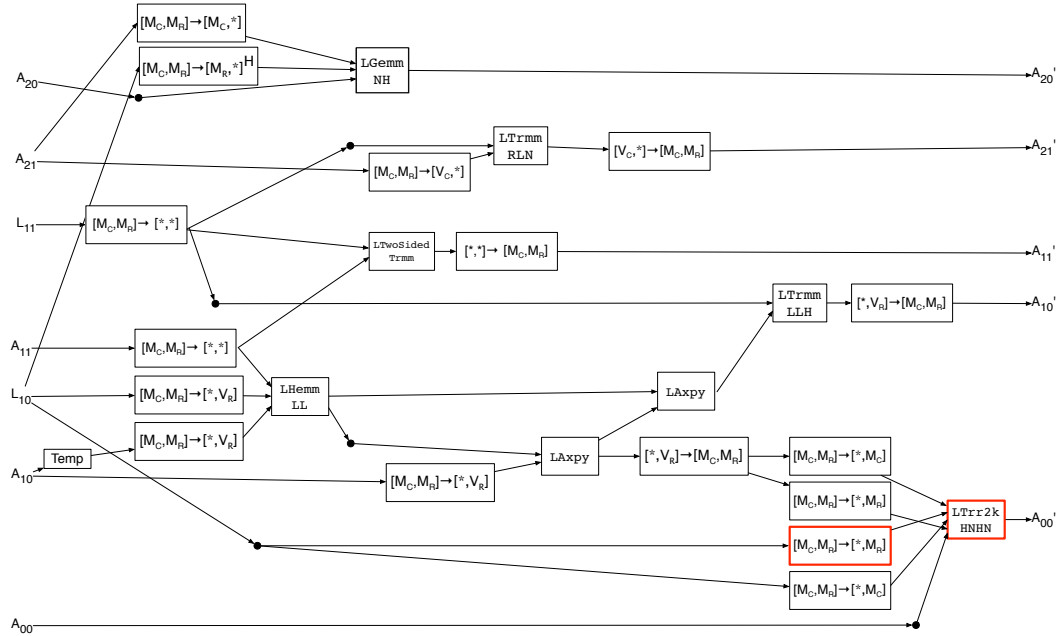 [M_C,M_R]→[M_C,*]
[M_C,M_R]→[M_R,*]^H
LGemm
NH
A_20
A_20'
A_21
LTrmm
RLN
[V_C,*]→[M_C,M_R]
A_21'
[M_C,M_R]→[V_C,*]
L_11
[M_C,M_R]→ [*,*]
LTwoSided
Trmm
[*,*]→ [M_C,M_R]
A_11'
LTrmm
LLH
[*,V_R]→[M_C,M_R]
A_10'
A_11
[M_C,M_R]→ [*,*]
L_10
[M_C,M_R]→[*,V_R]
LHemm
LL
LAxpy
[M_C,M_R]→[*,V_R]
Temp
A_10
[M_C,M_R]→[*,V_R]
LAxpy
[*,V_R]→[M_C,M_R]
[M_C,M_R]→[*,M_C]
[M_C,M_R]→[*,M_R]
[M_C,M_R]→[*,M_R]
[M_C,M_R]→[*,M_C]
LTrr2k
HNHN
A_00'
A_00